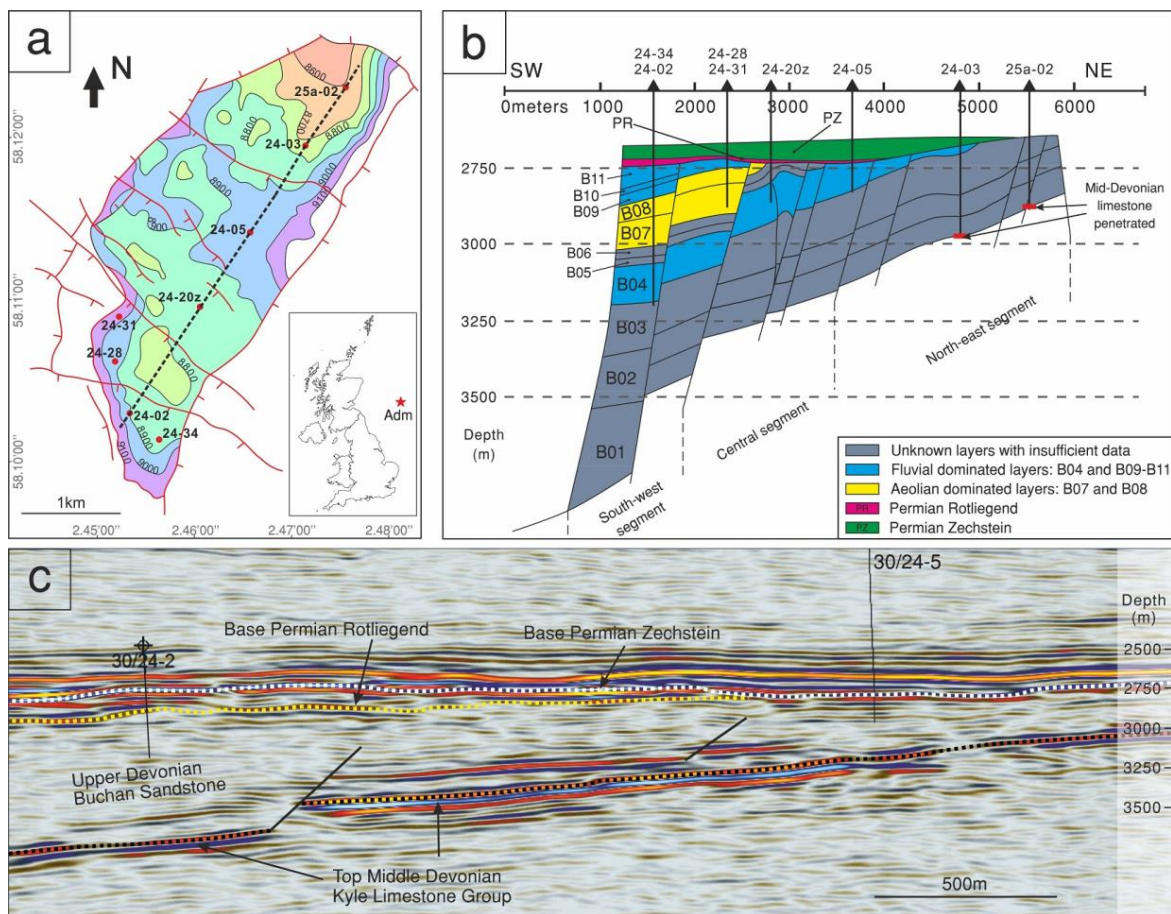 a
N
8600
25a-02
8700
8800
24-03
9000
9100
8900
8900
24-05
24-20z
24-31
24-28
8800
24-02
8900
24-34
9100
9000
58.12'00"
58.11'00"
58.10'00"
1km
2.45'00"
2.46'00"
2.47'00"
2.48'00"
Adm
b
24-34
24-02
24-28
24-31
24-20z
24-05
24-03
25a-02
SW
NE
0meters
1000
2000
3000
4000
5000
6000
PR
PZ
2750
3000
3250
3500
Depth
(m)
B11
B10
B09
B08
B07
B06
B05
B04
B03
B02
B01
Mid-Devonian
limestone
penetrated
South-west
segment
Central segment
North-east segment
Unknown layers with insufficient data
Fluvial dominated layers: B04 and B09-B11
Aeolian dominated layers: B07 and B08
PR
Permian Rotliegend
PZ
Permian Zechstein
c
30/24-5
30/24-2
Base Permian Rotliegend
Base Permian Zechstein
Depth
(m)
2500
2750
3000
3250
3500
Upper Devonian
Buchan Sandstone
Top Middle Devonian
Kyle Limestone Group
500m